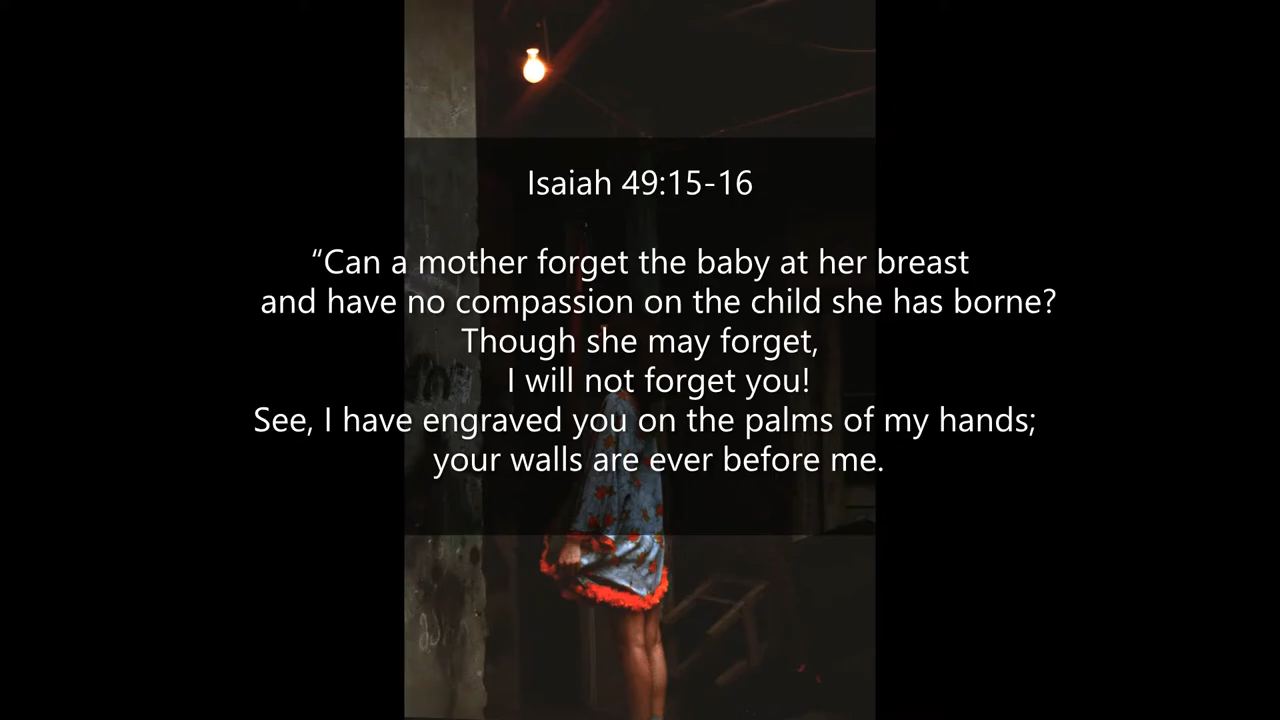 Isaiah 49:15-16
“Can a mother forget the baby at her breast
and have no compassion on the child she has borne?
Though she may forget,
I will not forget you!
See, I have engraved you on the palms of my hands;
your walls are ever before me.